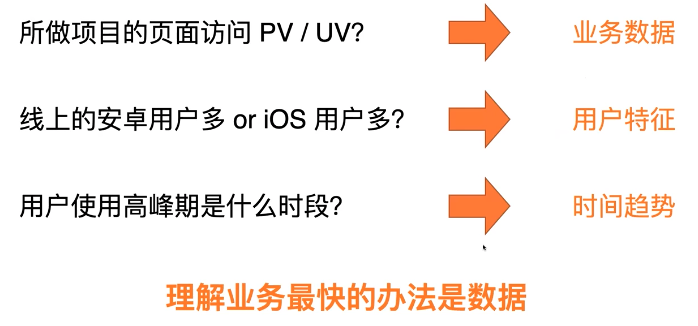 所做项目的页面访问 PV / UV? 业务数据
线上的安卓用户多 or iOS 用户多? 用户特征
用户使用高峰期是什么时段? 时间趋势
理解业务最快的办法是数据